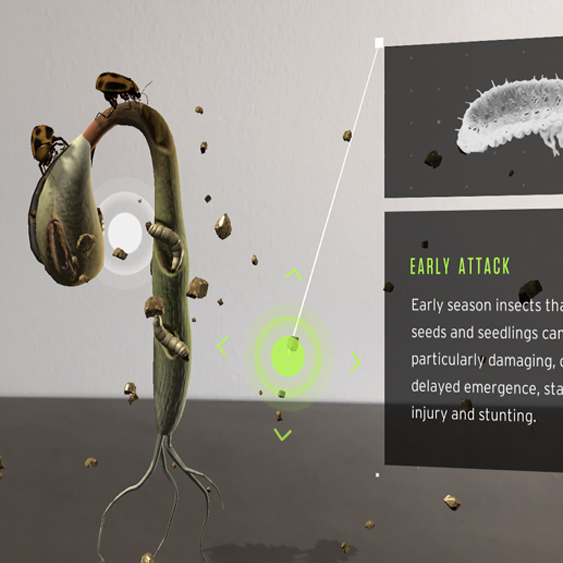 EARLY ATTACK
Early season insects tha
seeds and seedlings can
particularly damaging, c
delayed emergence, sta
injury and stunting.